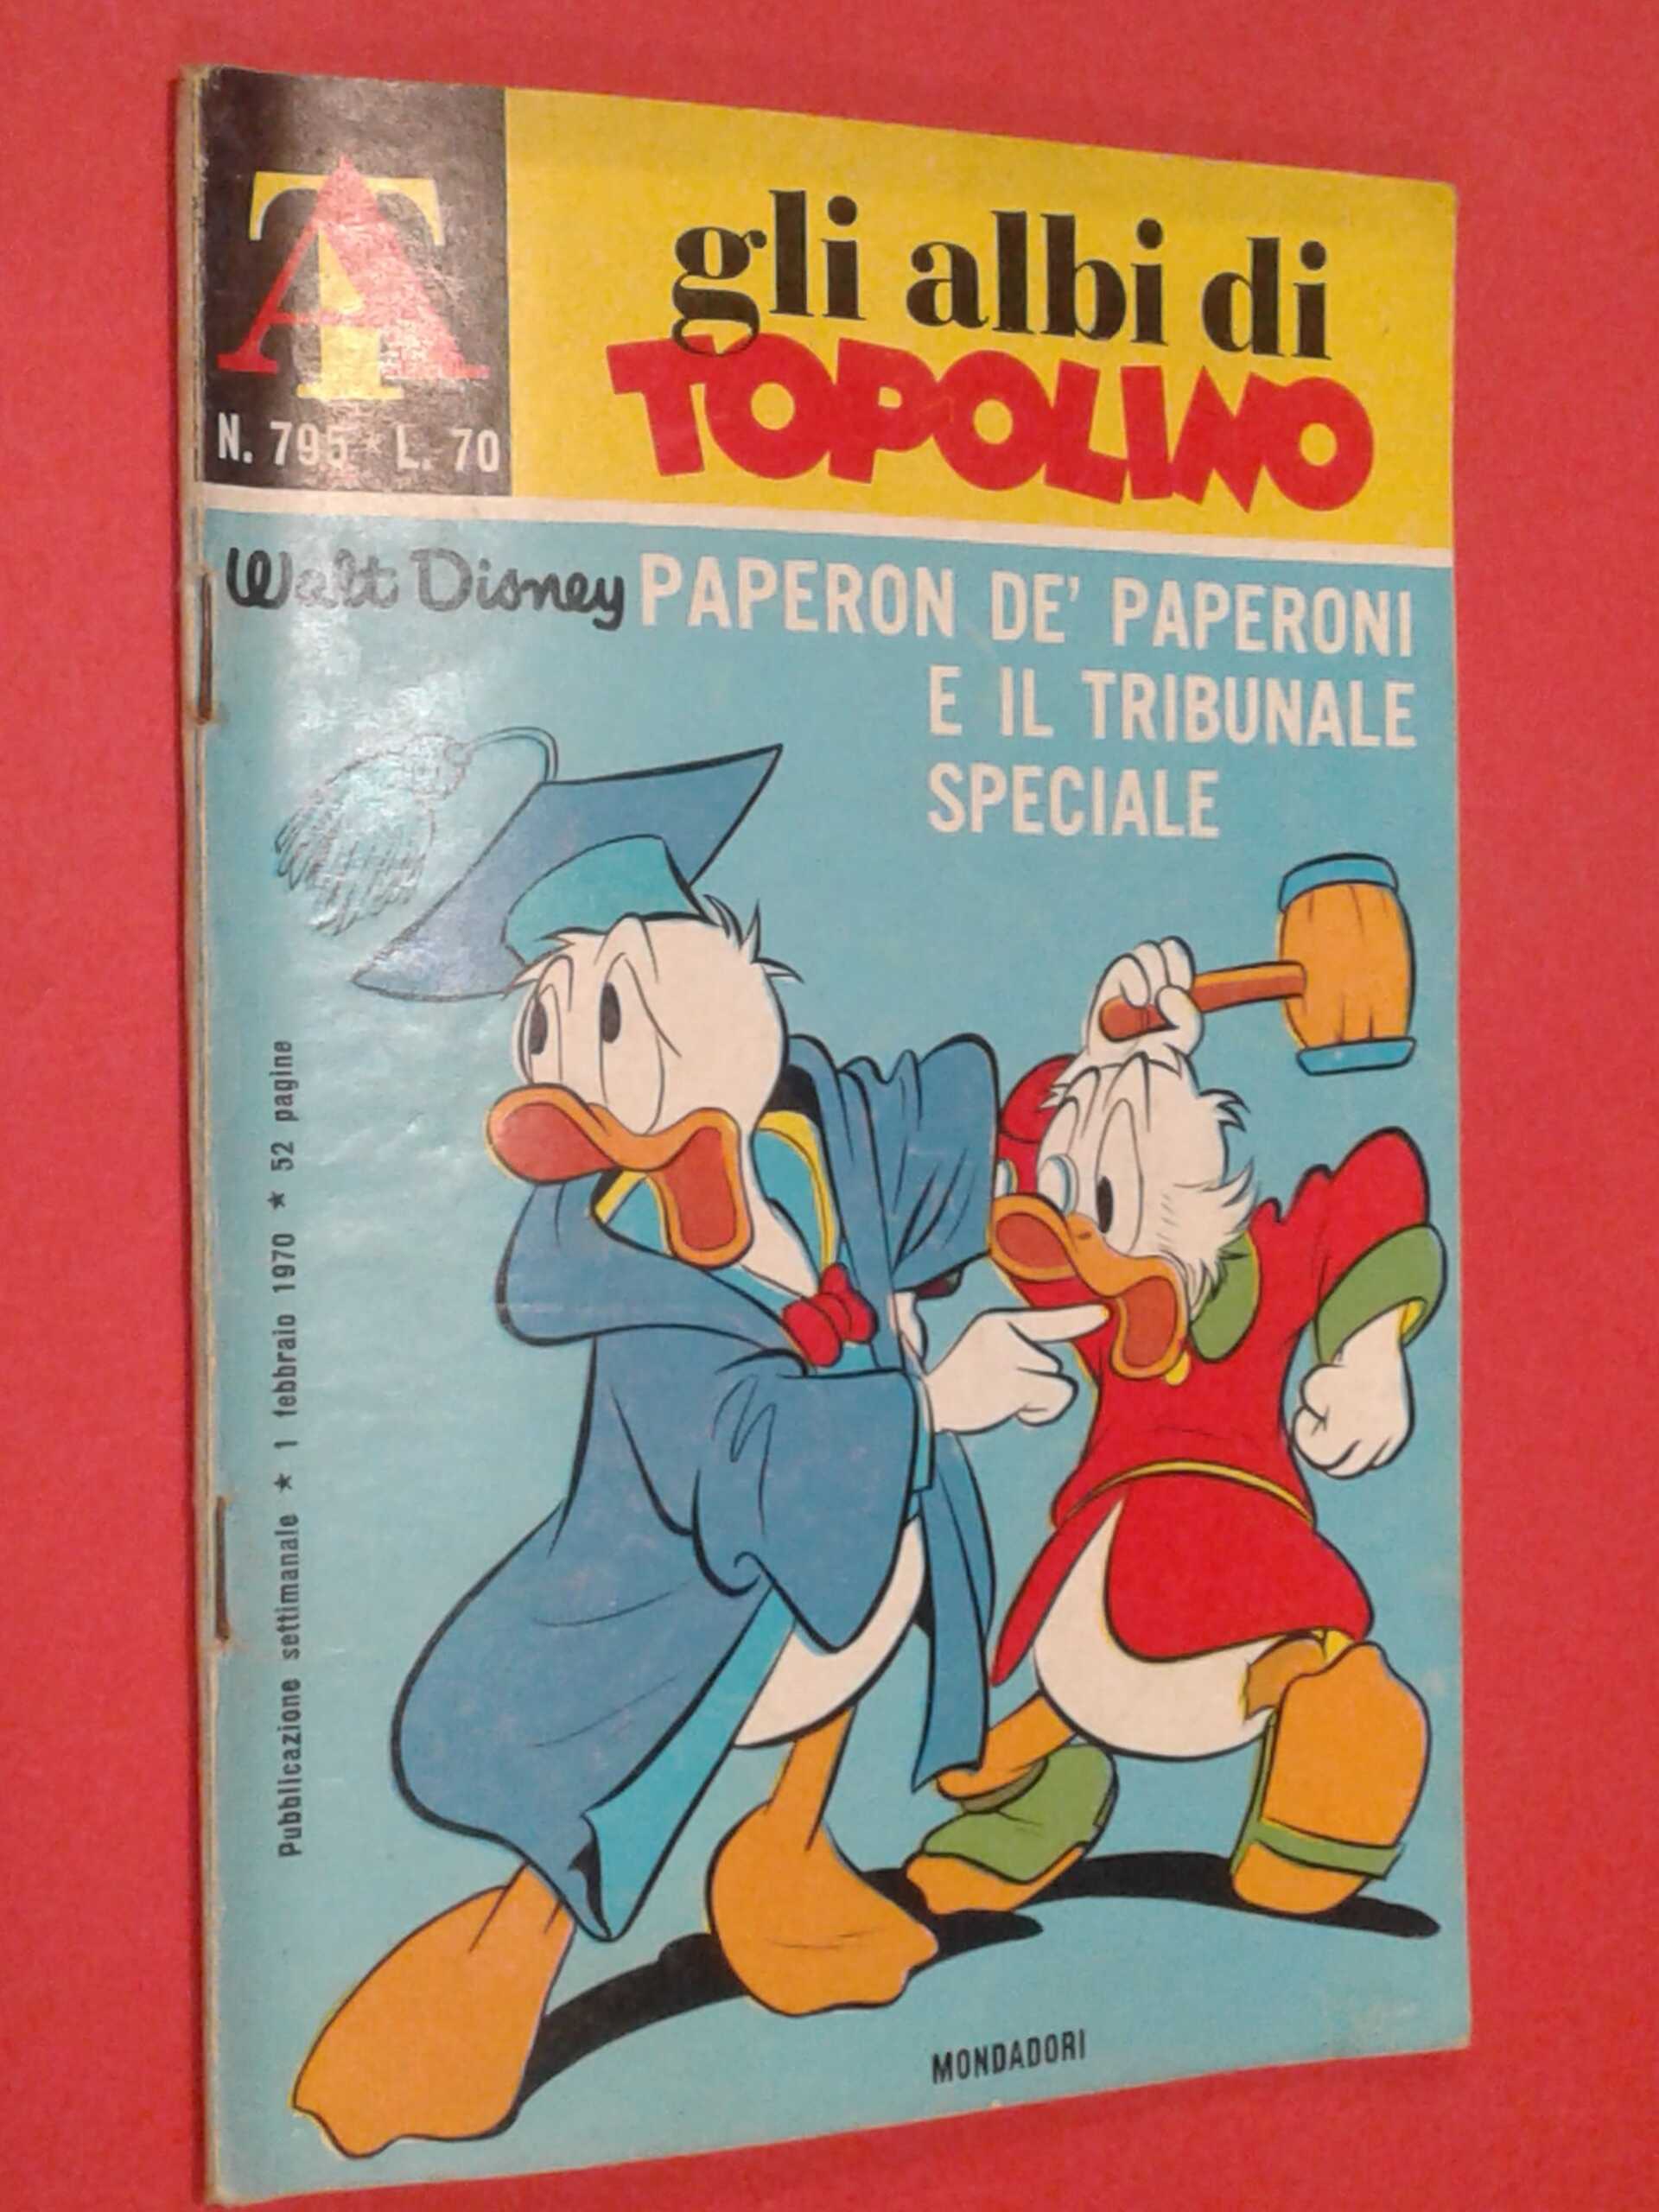 AT
N. 795 * L. 70
gli albi di
TOPOLINO
Walt Disney PAPERON DE' PAPERONI
E IL TRIBUNALE
SPECIALE
Pubblicazione settimanale ★ 1 febbraio 1970 ★ 52 pagine
MONDADORI